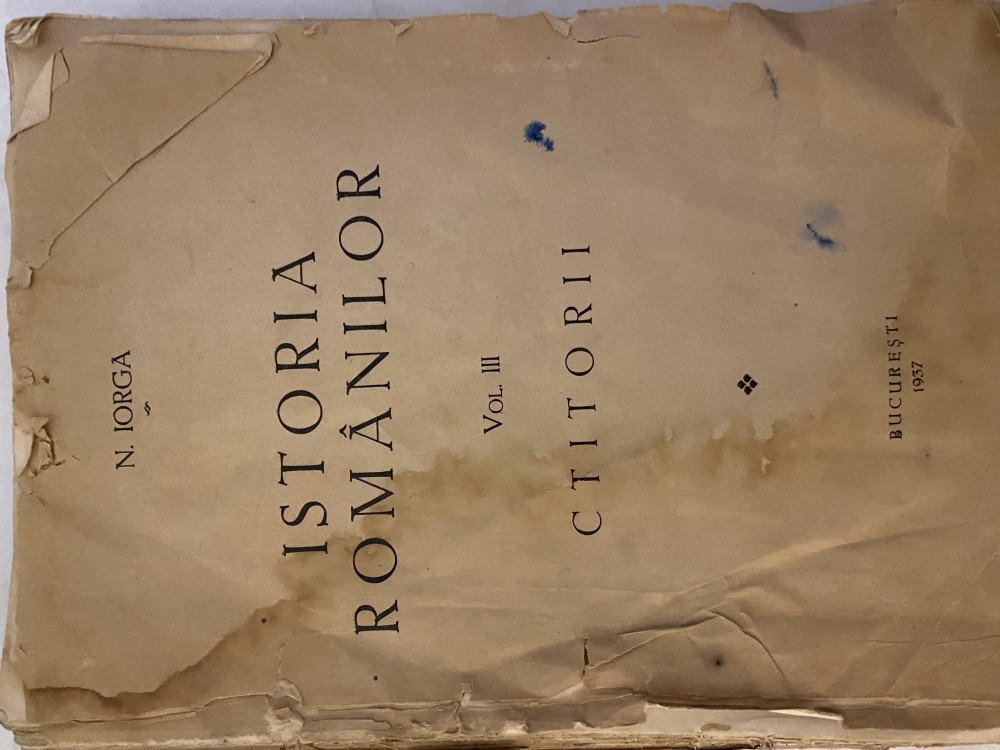 N. IORGA
ISTORIA
ROMÂNILOR
VOL. III
CTITORII
BUCUREȘTI
1937